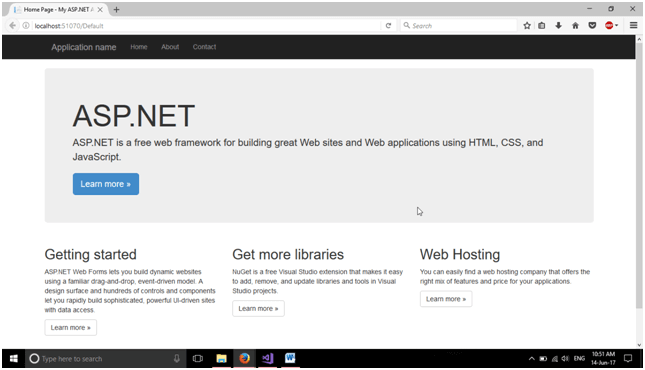 Home Page - My ASP.NET A
localhost:51070/Default
Search
Application name Home About Contact
ASP.NET
ASP.NET is a free web framework for building great Web sites and Web applications using HTML, CSS, and
JavaScript.
Learn more »
Getting started
ASP.NET Web Forms lets you build dynamic websites
using a familiar drag-and-drop, event-driven model. A
design surface and hundreds of controls and components
let you rapidly build sophisticated, powerful UI-driven sites
with data access.
Learn more »
Get more libraries
NuGet is a free Visual Studio extension that makes it easy
to add, remove, and update libraries and tools in Visual
Studio projects.
Learn more »
Web Hosting
You can easily find a web hosting company that offers the
right mix of features and price for your applications.
Learn more »
Type here to search
ENG
10:51 AM
14-Jun-17